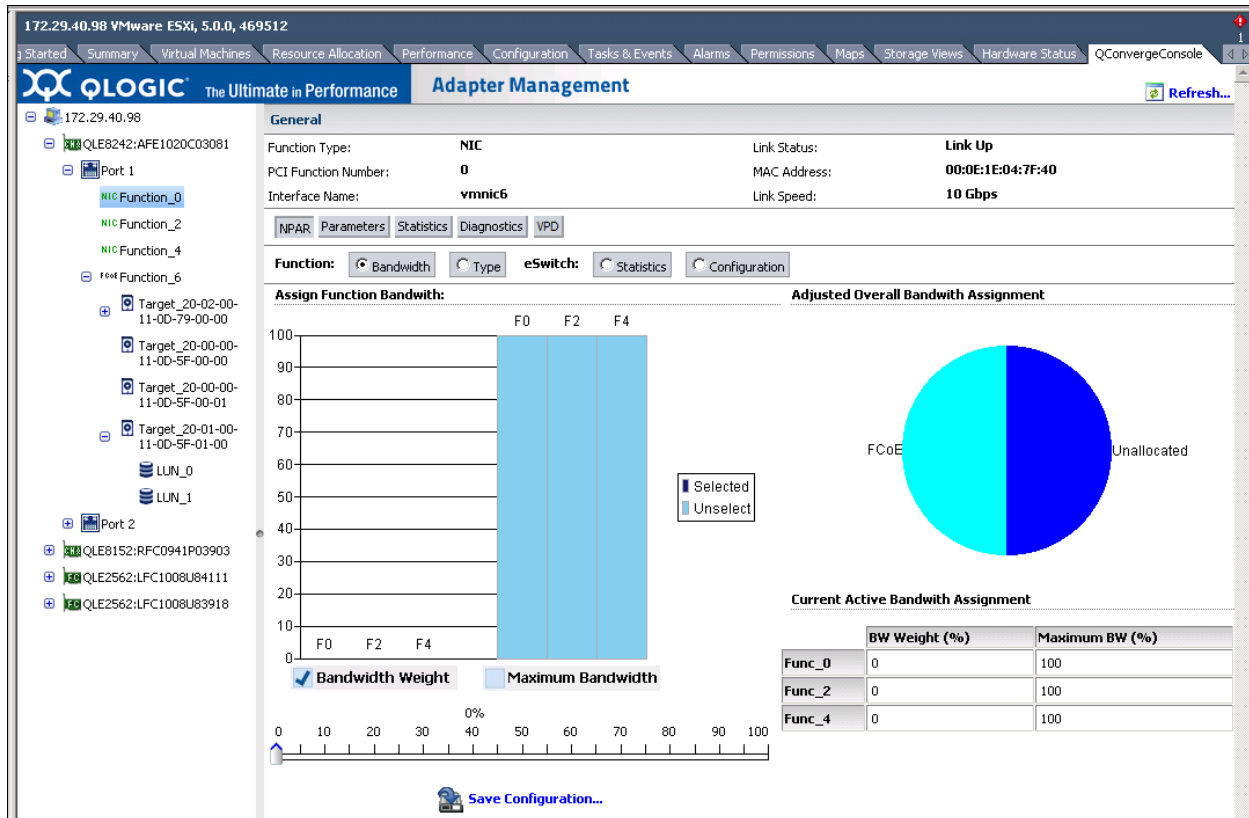 172.29.40.98 VMware ESXi, 5.0.0, 469512
1
g Started Summary Virtual Machines Resource Allocation Performance Configuration Tasks & Events Alarms Permissions Maps Storage Views Hardware Status QConvergeConsole
QLOGIC The Ultimate in Performance Adapter Management
Refresh...
172.29.40.98
QLE8242:AFE1020C03081
Port 1
NIC Function_0
NIC Function_2
NIC Function_4
FCoE Function_6
Target_20-02-00-
11-0D-79-00-00
Target_20-00-00-
11-0D-5F-00-00
Target_20-00-00-
11-0D-5F-00-01
Target_20-01-00-
11-0D-5F-01-00
LUN_0
LUN_1
Port 2
CNA QLE8152:RFC0941P03903
FC QLE2562:LFC1008U84111
FC QLE2562:LFC1008U83918
General
Function Type: NIC Link Status: Link Up
PCI Function Number: 0 MAC Address: 00:0E:1E:04:7F:40
Interface Name: vmnic6 Link Speed: 10 Gbps
NPAR Parameters Statistics Diagnostics VPD
Function: Bandwidth Type eSwitch: Statistics Configuration
Assign Function Bandwith:
F0 F2 F4
100
90
80
70
60
50
40
30
20
10
0
F0 F2 F4
Selected
Unselect
Bandwidth Weight Maximum Bandwidth
0%
0 10 20 30 40 50 60 70 80 90 100
Save Configuration...
Adjusted Overall Bandwith Assignment
FCoE Unallocated
Current Active Bandwith Assignment
BW Weight (%) Maximum BW (%)
Func_0 0 100
Func_2 0 100
Func_4 0 100